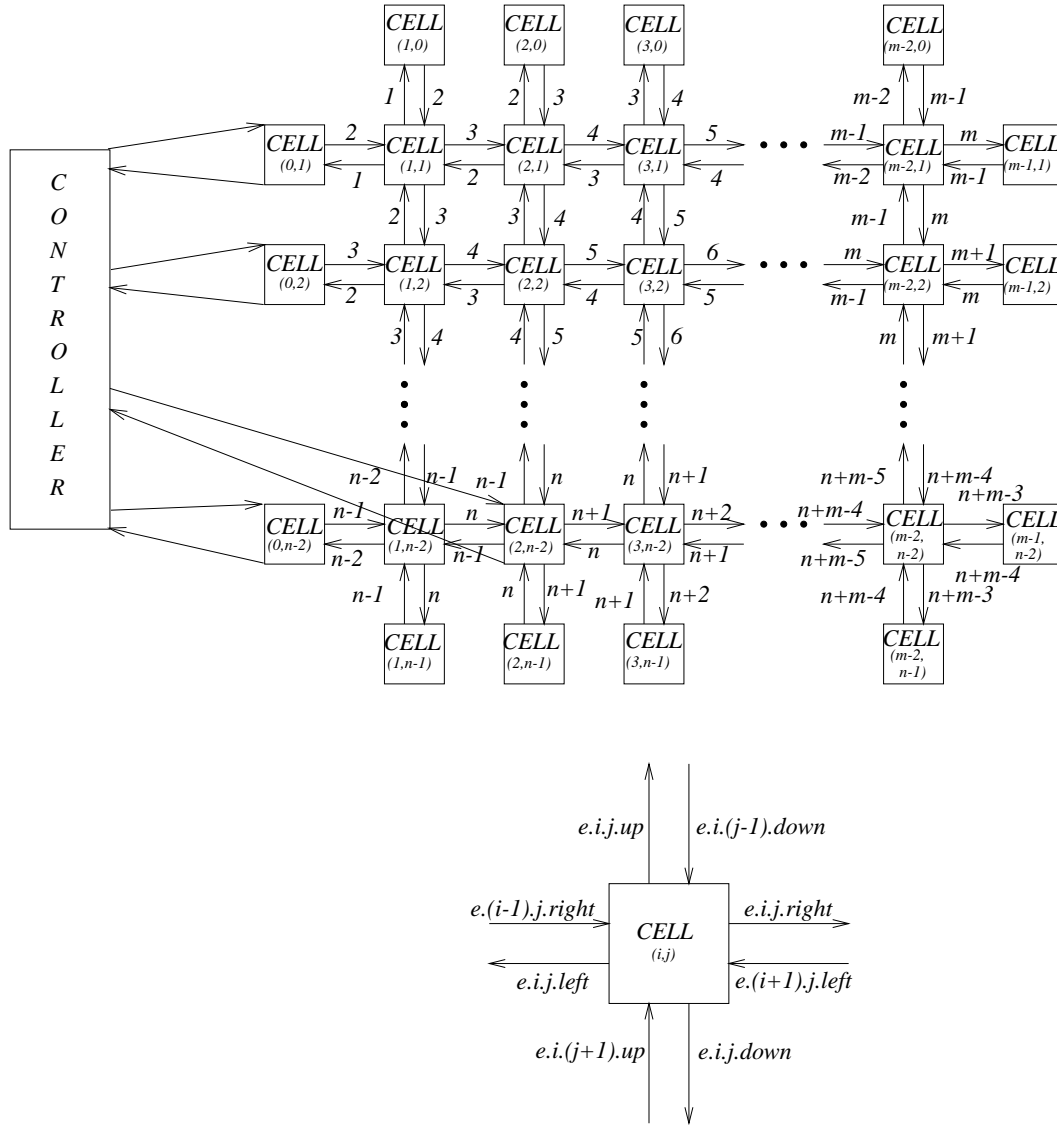 CELL CELL CELL CELL
(1,0) (2,0) (3,0) (m-2,0)
1 2 2 3 3 4 m-2 m-1
CELL 2 CELL 3 CELL 4 CELL 5 m-1 CELL m CELL
(0,1) (1,1) (2,1) (3,1) (m-2,1) (m-1,1)
1 2 3 4 m-2 m-1
2 3 3 4 4 5 m-1 m
CELL 3 CELL 4 CELL 5 CELL 6 m CELL m+1 CELL
(0,2) (1,2) (2,2) (3,2) (m-2,2) (m-1,2)
2 3 4 5 m-1 m
3 4 4 5 5 6 m m+1
C
O
N
T
R
O
L
L
E
R
n-2 n-1 n-1 n n n+1 n+m-5 n+m-4
CELL n-1 CELL n CELL n+1 CELL n+2 n+m-4 CELL n+m-3 CELL
(0,n-2) (1,n-2) (2,n-2) (3,n-2) (m-2, n-2) (m-1, n-2)
n-2 n-1 n n+1 n+m-5 n+m-4
n-1 n n n+1 n+1 n+2 n+m-4 n+m-3
CELL CELL CELL CELL
(1,n-1) (2,n-1) (3,n-1) (m-2, n-1)
e.i.j.up e.i.(j-1).down
e.(i-1).j.right e.i.j.right
CELL
(i,j)
e.i.j.left e.(i+1).j.left
e.i.(j+1).up e.i.j.down